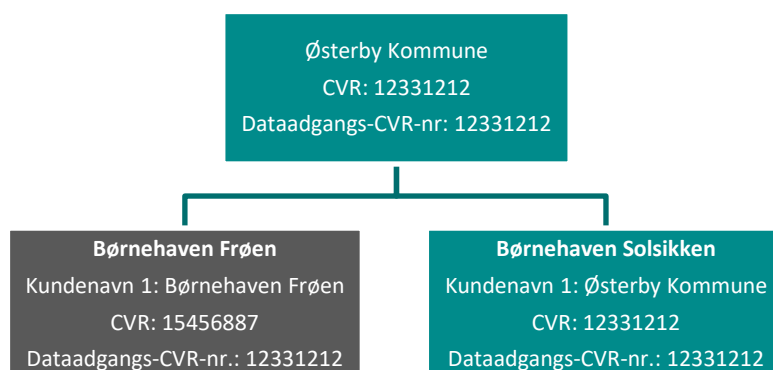 Østerby Kommune
CVR: 12331212
Dataadgangs-CVR-nr: 12331212
Børnehaven Frøen
Kundenavn 1: Børnehaven Frøen
CVR: 15456887
Dataadgangs-CVR-nr.: 12331212
Børnehaven Solsikken
Kundenavn 1: Østerby Kommune
CVR: 12331212
Dataadgangs-CVR-nr.: 12331212